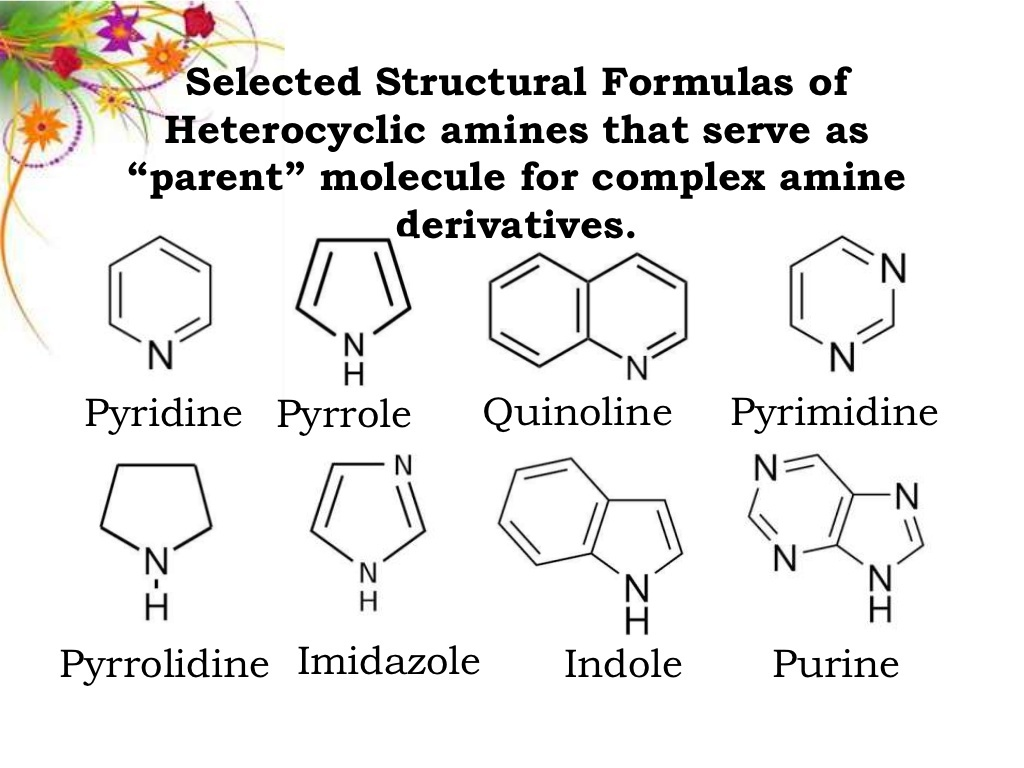 Selected Structural Formulas of
Heterocyclic amines that serve as
“parent” molecule for complex amine
derivatives.
N
N
H
N
N
N
Pyridine Pyrrole Quinoline Pyrimidine
N
H
N
N
H
N
H
N
N
N
N
H
Pyrrolidine Imidazole Indole Purine